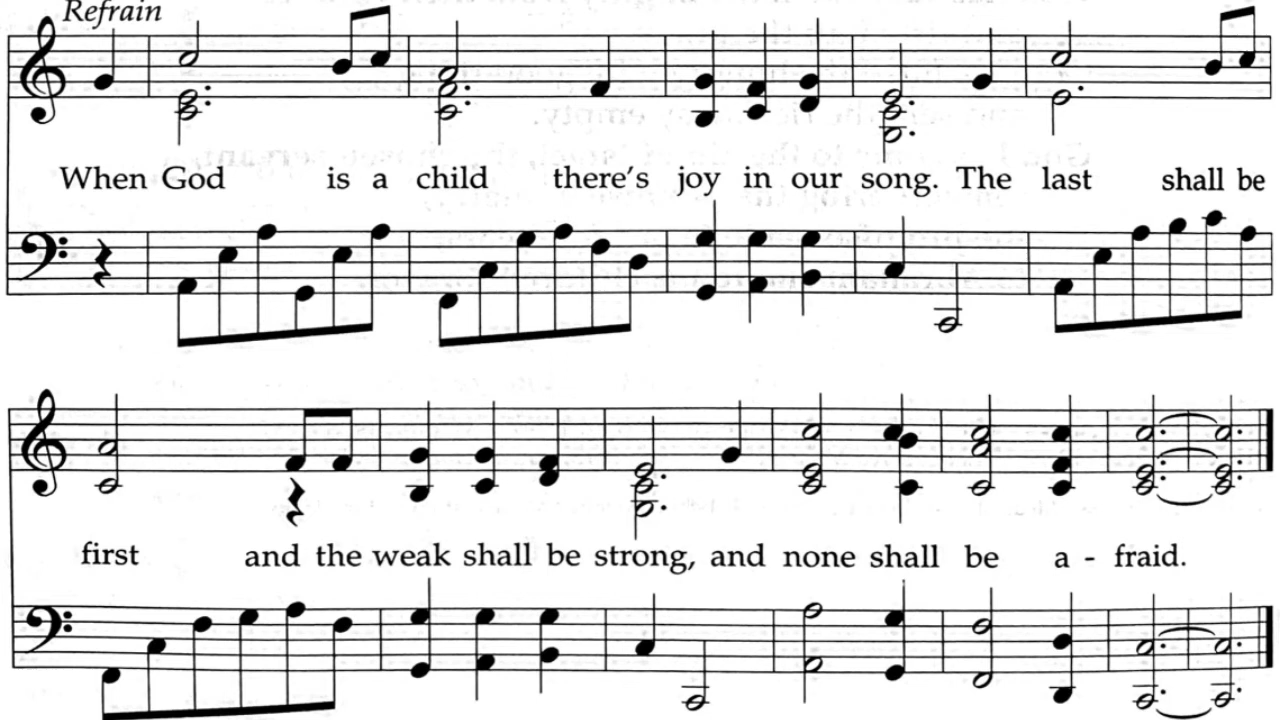 Refrain
When God is a child there's joy in our song. The last shall be
first and the weak shall be strong, and none shall be a - fraid.